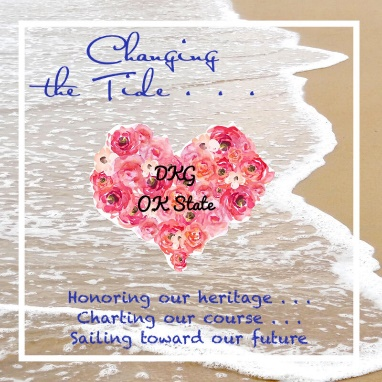 Changing
the Tide . . .
DKG
OK State
Honoring our heritage . . .
Charting our course . . .
Sailing toward our future